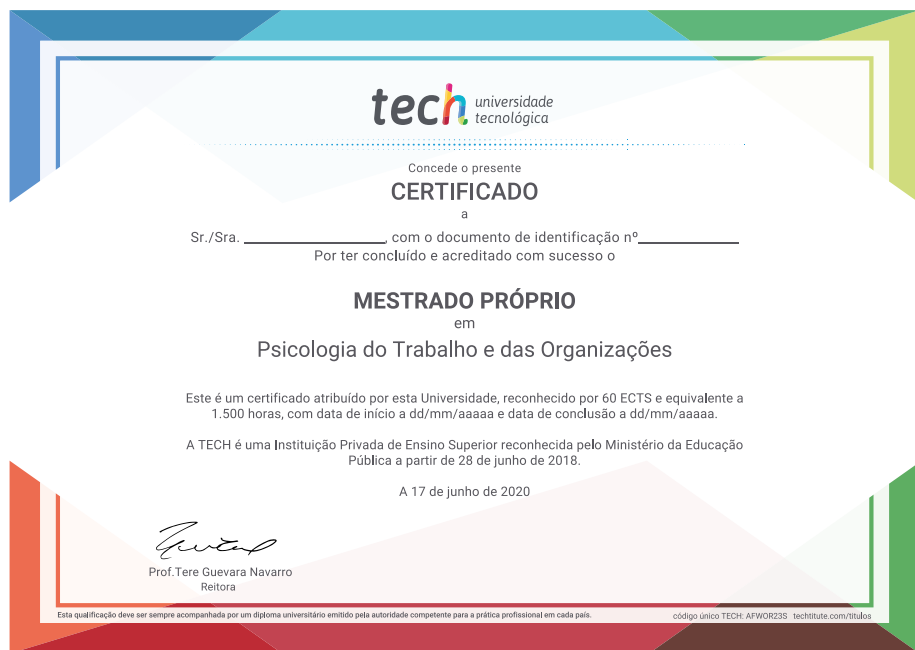 tech universidade
tecnológica
Concede o presente
CERTIFICADO
a
Sr./Sra. ____________________, com o documento de identificação nº______________
Por ter concluído e acreditado com sucesso o
MESTRADO PRÓPRIO
em
Psicologia do Trabalho e das Organizações
Este é um certificado atribuído por esta Universidade, reconhecido por 60 ECTS e equivalente a
1.500 horas, com data de início a dd/mm/aaaaa e data de conclusão a dd/mm/aaaaa.
A TECH é uma Instituição Privada de Ensino Superior reconhecida pelo Ministério da Educação
Pública a partir de 28 de junho de 2018.
A 17 de junho de 2020
Prof.Tere Guevara Navarro
Reitora
Esta qualificação deve ser sempre acompanhada por um diploma universitário emitido pela autoridade competente para a prática profissional em cada país.
código único TECH: AFWOR23S techtitute.com/titulos